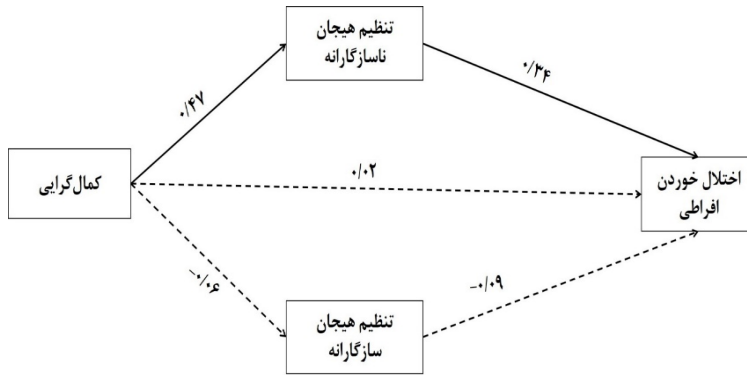 تنظیم هیجان
ناسازگارانه
۰/۴۷
۰/۳۴
کمال‌گرایی
۰/۰۲
اختلال خوردن
افراطی
-۰/۰۶
-۰/۰۹
تنظیم هیجان
سازگارانه